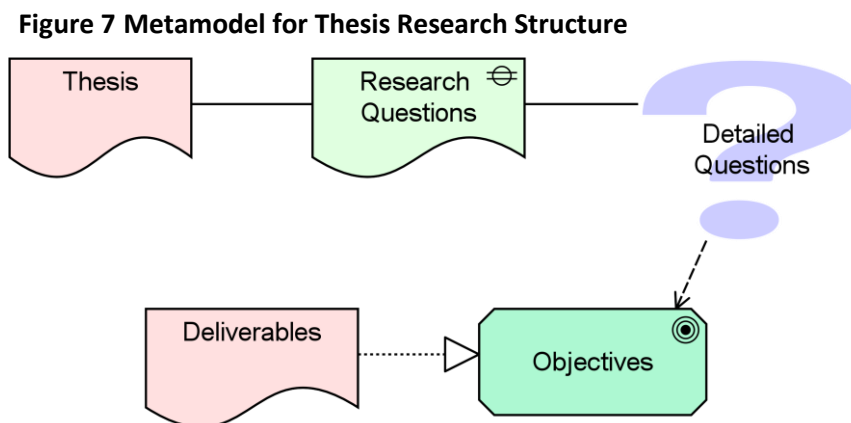 Figure 7 Metamodel for Thesis Research Structure
Thesis
Research
Questions
Detailed
Questions
Deliverables
Objectives